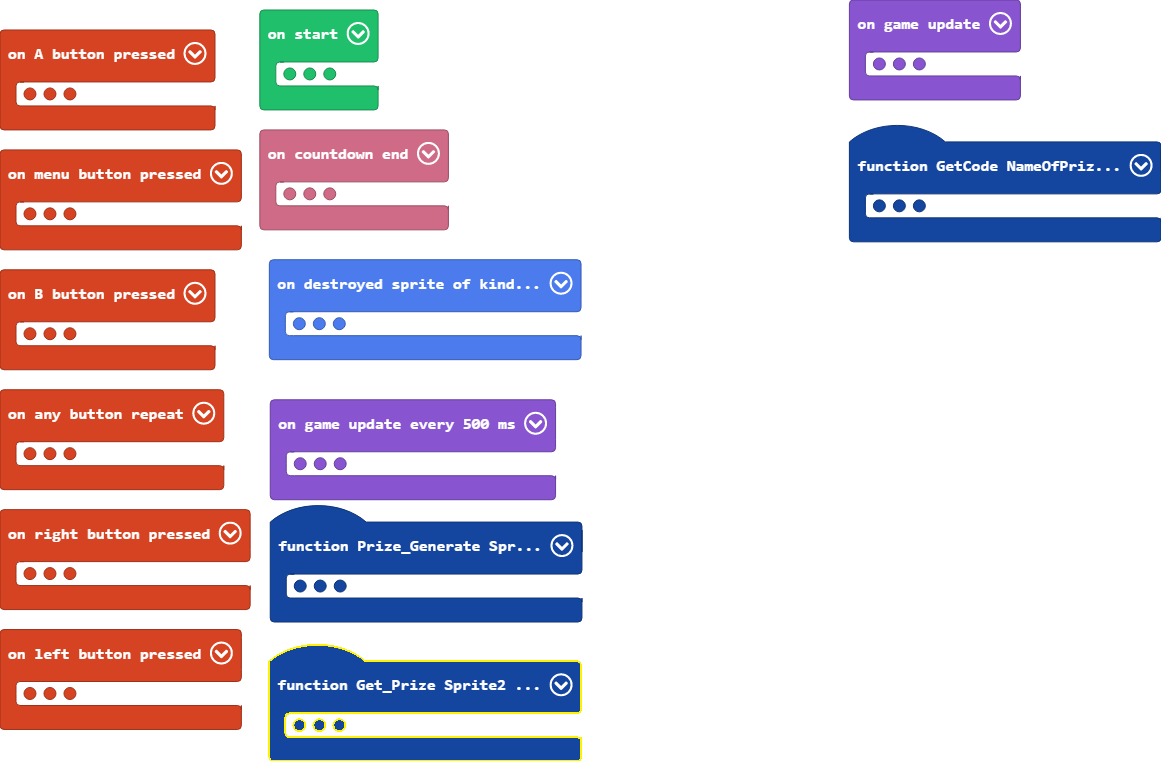 on A button pressed
on menu button pressed
on B button pressed
on any button repeat
on right button pressed
on left button pressed
on start
on countdown end
on destroyed sprite of kind...
on game update every 500 ms
function Prize_Generate Spr...
function Get_Prize Sprite2 ...
on game update
function GetCode NameOfPriz...